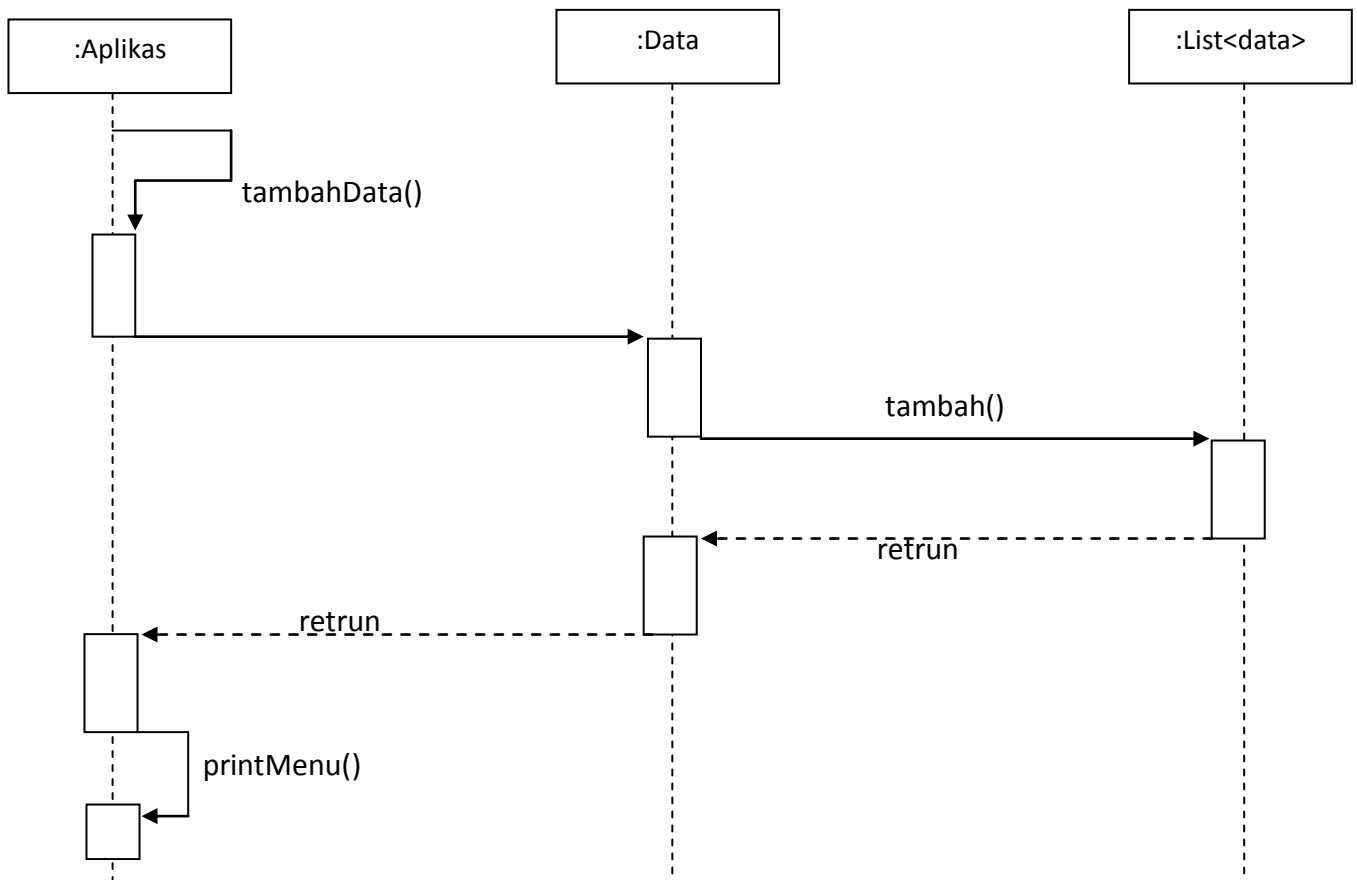 :Aplikas
:Data
:List<data>
tambahData()
tambah()
retrun
retrun
printMenu()